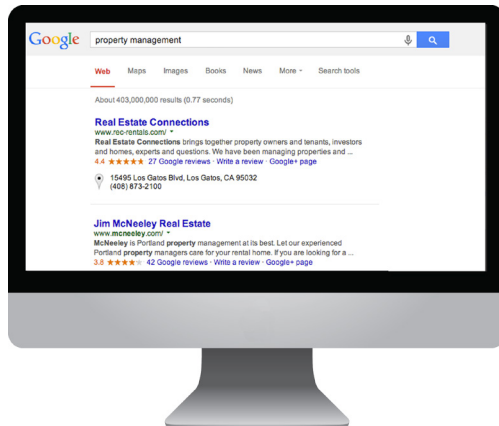 Google property management
Web Maps Images Books News More Search tools
About 403,000,000 results (0.77 seconds)
Real Estate Connections
www.rec-rentals.com/
Real Estate Connections brings together property owners and tenants, investors
and homes, experts and questions. We have been managing properties and ...
4.4 ★★★★★ 27 Google reviews · Write a review · Google+ page
15495 Los Gatos Blvd, Los Gatos, CA 95032
(408) 873-2100
Jim McNeeley Real Estate
www.mcneeley.com/
McNeeley is Portland property management at its best. Let our experienced
Portland property managers care for your rental home. If you are looking for a ...
3.8 ★★★★★ 42 Google reviews · Write a review · Google+ page